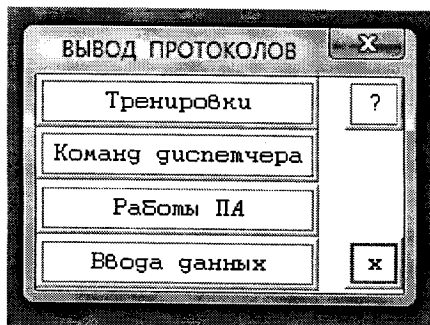 ВЫВОД ПРОТОКОЛОВ
Тренировки
?
Команд диспетчера
Работы ПА
Ввода данных
x